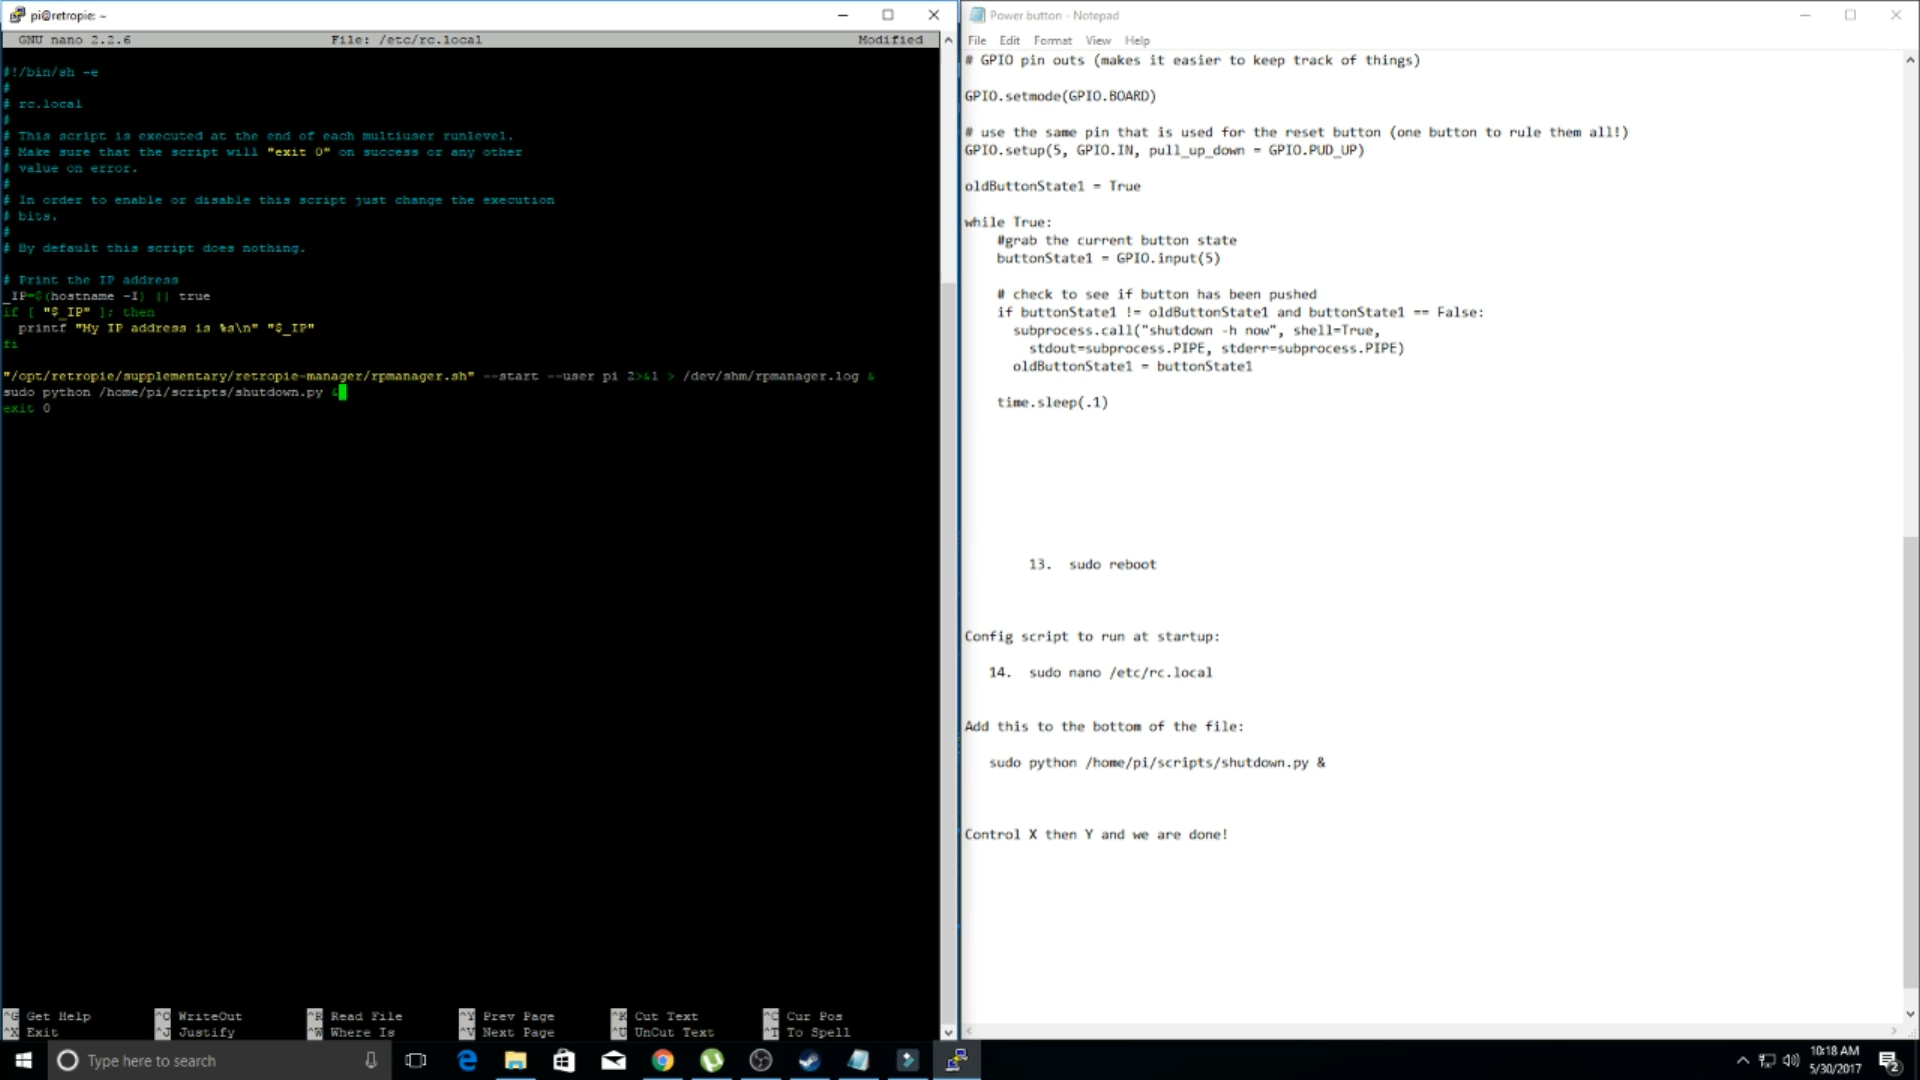 pi@retropie: ~
GNU nano 2.2.6 File: /etc/rc.local Modified
#!/bin/sh -e
#
# rc.local
#
# This script is executed at the end of each multiuser runlevel.
# Make sure that the script will "exit 0" on success or any other
# value on error.
#
# In order to enable or disable this script just change the execution
# bits.
#
# By default this script does nothing.
# Print the IP address
_IP=$(hostname -I) || true
if [ "$_IP" ]; then
printf "My IP address is %s\n" "$_IP"
fi
"/opt/retropie/supplementary/retropie-manager/rpmanager.sh" --start --user pi 2>&1 > /dev/shm/rpmanager.log &
sudo python /home/pi/scripts/shutdown.py &
exit 0
^G Get Help ^O WriteOut ^R Read File ^Y Prev Page ^K Cut Text ^C Cur Pos
^X Exit ^J Justify ^W Where Is ^V Next Page ^U UnCut Text ^T To Spell
Power button - Notepad
File Edit Format View Help
# GPIO pin outs (makes it easier to keep track of things)
GPIO.setmode(GPIO.BOARD)
# use the same pin that is used for the reset button (one button to rule them all!)
GPIO.setup(5, GPIO.IN, pull_up_down = GPIO.PUD_UP)
oldButtonState1 = True
while True:
#grab the current button state
buttonState1 = GPIO.input(5)
# check to see if button has been pushed
if buttonState1 != oldButtonState1 and buttonState1 == False:
subprocess.call("shutdown -h now", shell=True,
stdout=subprocess.PIPE, stderr=subprocess.PIPE)
oldButtonState1 = buttonState1
time.sleep(.1)
13. sudo reboot
Config script to run at startup:
14. sudo nano /etc/rc.local
Add this to the bottom of the file:
sudo python /home/pi/scripts/shutdown.py &
Control X then Y and we are done!
Type here to search
10:18 AM
5/30/2017
2